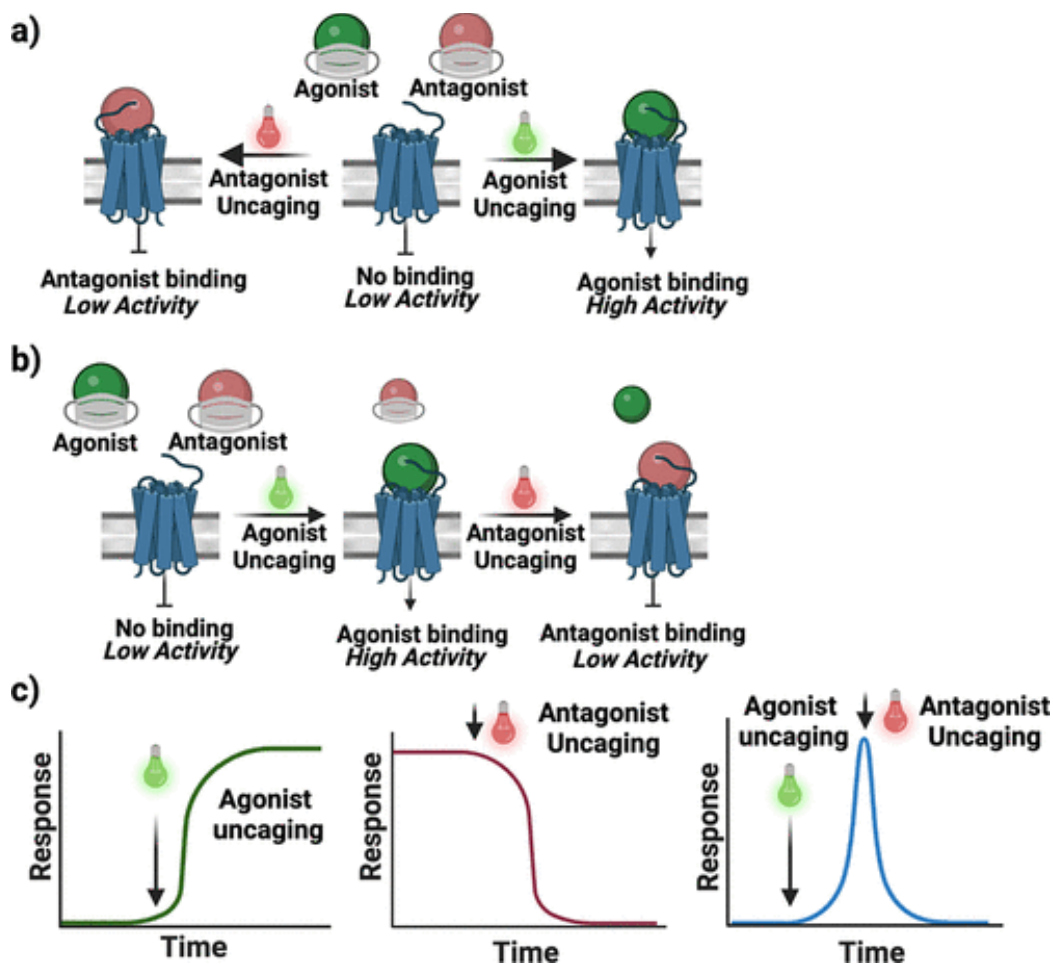 a)
Agonist
Antagonist
Antagonist
Uncaging
Agonist
Uncaging
Antagonist binding
Low Activity
No binding
Low Activity
Agonist binding
High Activity
b)
Agonist
Antagonist
Agonist
Uncaging
Antagonist
Uncaging
No binding
Low Activity
Agonist binding
High Activity
Antagonist binding
Low Activity
c)
Response
Agonist
uncaging
Time
Antagonist
Uncaging
Response
Time
Agonist
uncaging
Antagonist
Uncaging
Response
Time